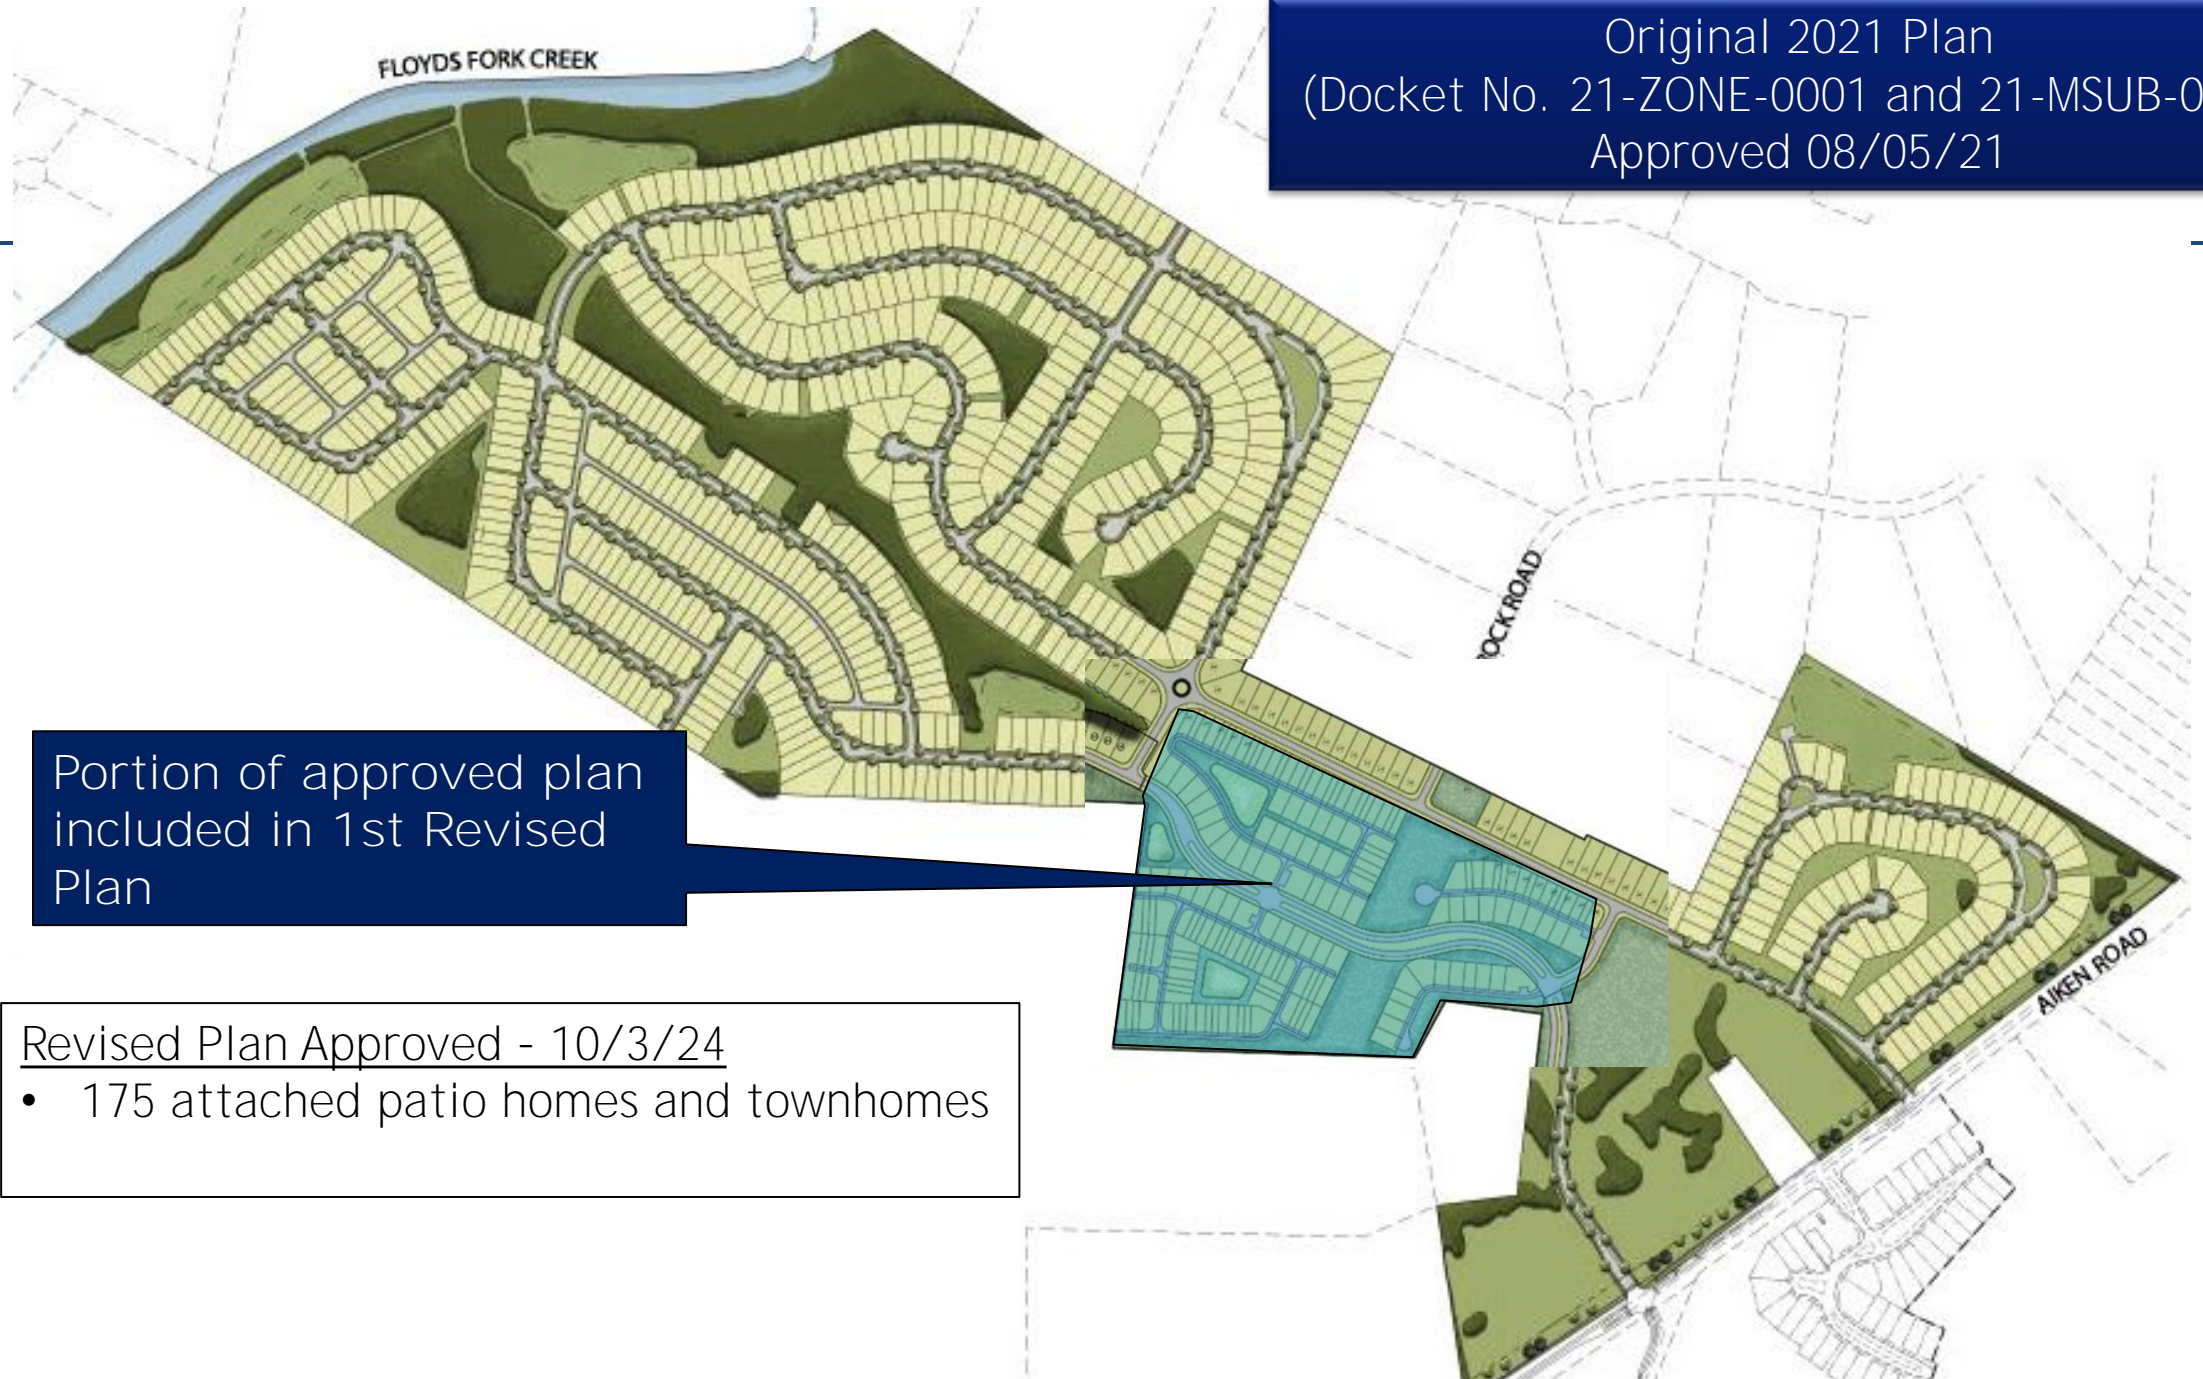 Original 2021 Plan
(Docket No. 21-ZONE-0001 and 21-MSUB-0
Approved 08/05/21
FLOYDS FORK CREEK
OCK ROAD
Portion of approved plan
included in 1st Revised
Plan
AIKEN ROAD
Revised Plan Approved - 10/3/24
• 175 attached patio homes and townhomes